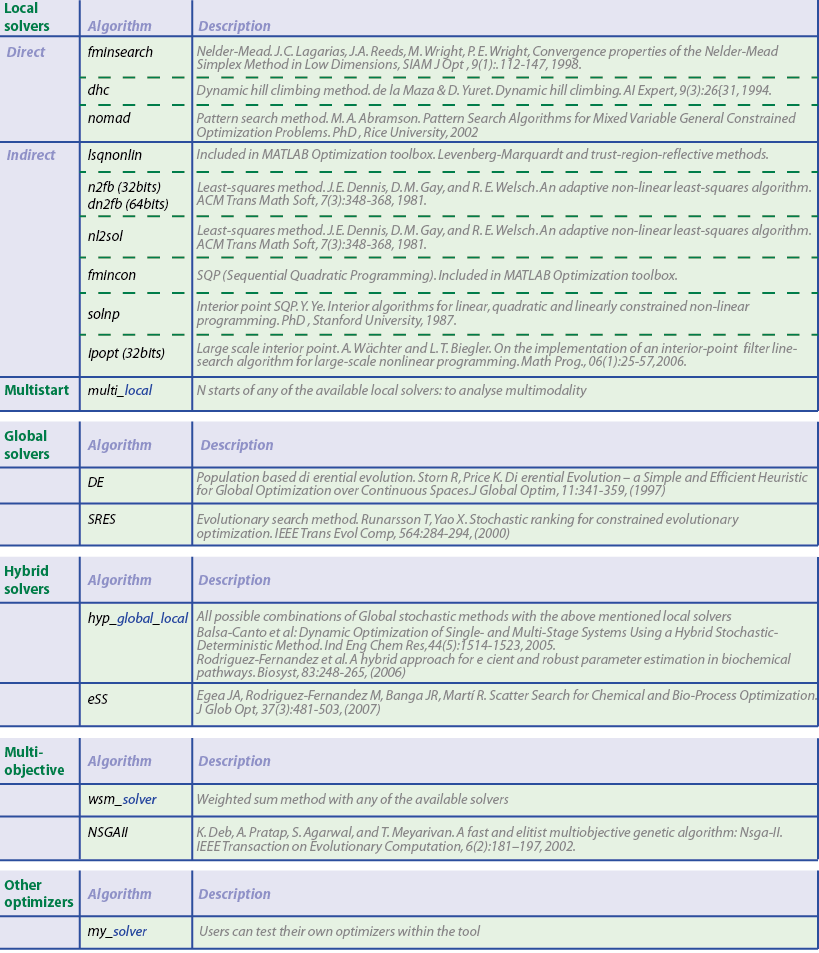 Local
solvers Algorithm Description
Direct fminsearch Nelder-Mead. J.C. Lagarias, J.A. Reeds, M. Wright, P. E. Wright, Convergence properties of the Nelder-Mead
Simplex Method in Low Dimensions, SIAM J Opt , 9(1):.112-147, 1998.
dhc Dynamic hill climbing method. de la Maza & D. Yuret. Dynamic hill climbing. AI Expert, 9(3):26{31, 1994.
nomad Pattern search method. M. A. Abramson. Pattern Search Algorithms for Mixed Variable General Constrained
Optimization Problems. PhD , Rice University, 2002
Indirect lsqnonlin Included in MATLAB Optimization toolbox. Levenberg-Marquardt and trust-region-reflective methods.
n2fb (32bits) Least-squares method. J.E. Dennis, D. M. Gay, and R. E. Welsch. An adaptive non-linear least-squares algorithm.
dn2fb (64bits) ACM Trans Math Soft, 7(3):348-368, 1981.
nl2sol Least-squares method. J.E. Dennis, D. M. Gay, and R. E. Welsch. An adaptive non-linear least-squares algorithm.
ACM Trans Math Soft, 7(3):348-368, 1981.
fmincon SQP (Sequential Quadratic Programming). Included in MATLAB Optimization toolbox.
solnp Interior point SQP. Y. Ye. Interior algorithms for linear, quadratic and linearly constrained non-linear
programming. PhD , Stanford University, 1987.
Ipopt (32bits) Large scale interior point. A. Wächter and L. T. Biegler. On the implementation of an interior-point filter line-
search algorithm for large-scale nonlinear programming. Math Prog., 06(1):25-57,2006.
Multistart multi_local N starts of any of the available local solvers: to analyse multimodality
Global
solvers Algorithm Description
DE Population based di erential evolution. Storn R, Price K. Di erential Evolution – a Simple and Efficient Heuristic
for Global Optimization over Continuous Spaces.J Global Optim, 11:341-359, (1997)
SRES Evolutionary search method. Runarsson T, Yao X. Stochastic ranking for constrained evolutionary
optimization. IEEE Trans Evol Comp, 564:284-294, (2000)
Hybrid
solvers Algorithm Description
hyp_global_local All possible combinations of Global stochastic methods with the above mentioned local solvers
Balsa-Canto et al: Dynamic Optimization of Single- and Multi-Stage Systems Using a Hybrid Stochastic-
Deterministic Method. Ind Eng Chem Res,44(5):1514-1523, 2005.
Rodriguez-Fernandez et al. A hybrid approach for e cient and robust parameter estimation in biochemical
pathways. Biosyst, 83:248-265, (2006)
eSS Egea JA, Rodriguez-Fernandez M, Banga JR, Martí R. Scatter Search for Chemical and Bio-Process Optimization.
J Glob Opt, 37(3):481-503, (2007)
Multi-
objective Algorithm Description
wsm_solver Weighted sum method with any of the available solvers
NSGAII K. Deb, A. Pratap, S. Agarwal, and T. Meyarivan. A fast and elitist multiobjective genetic algorithm: Nsga-II.
IEEE Transaction on Evolutionary Computation, 6(2):181–197, 2002.
Other
optimizers Algorithm Description
my_solver Users can test their own optimizers within the tool